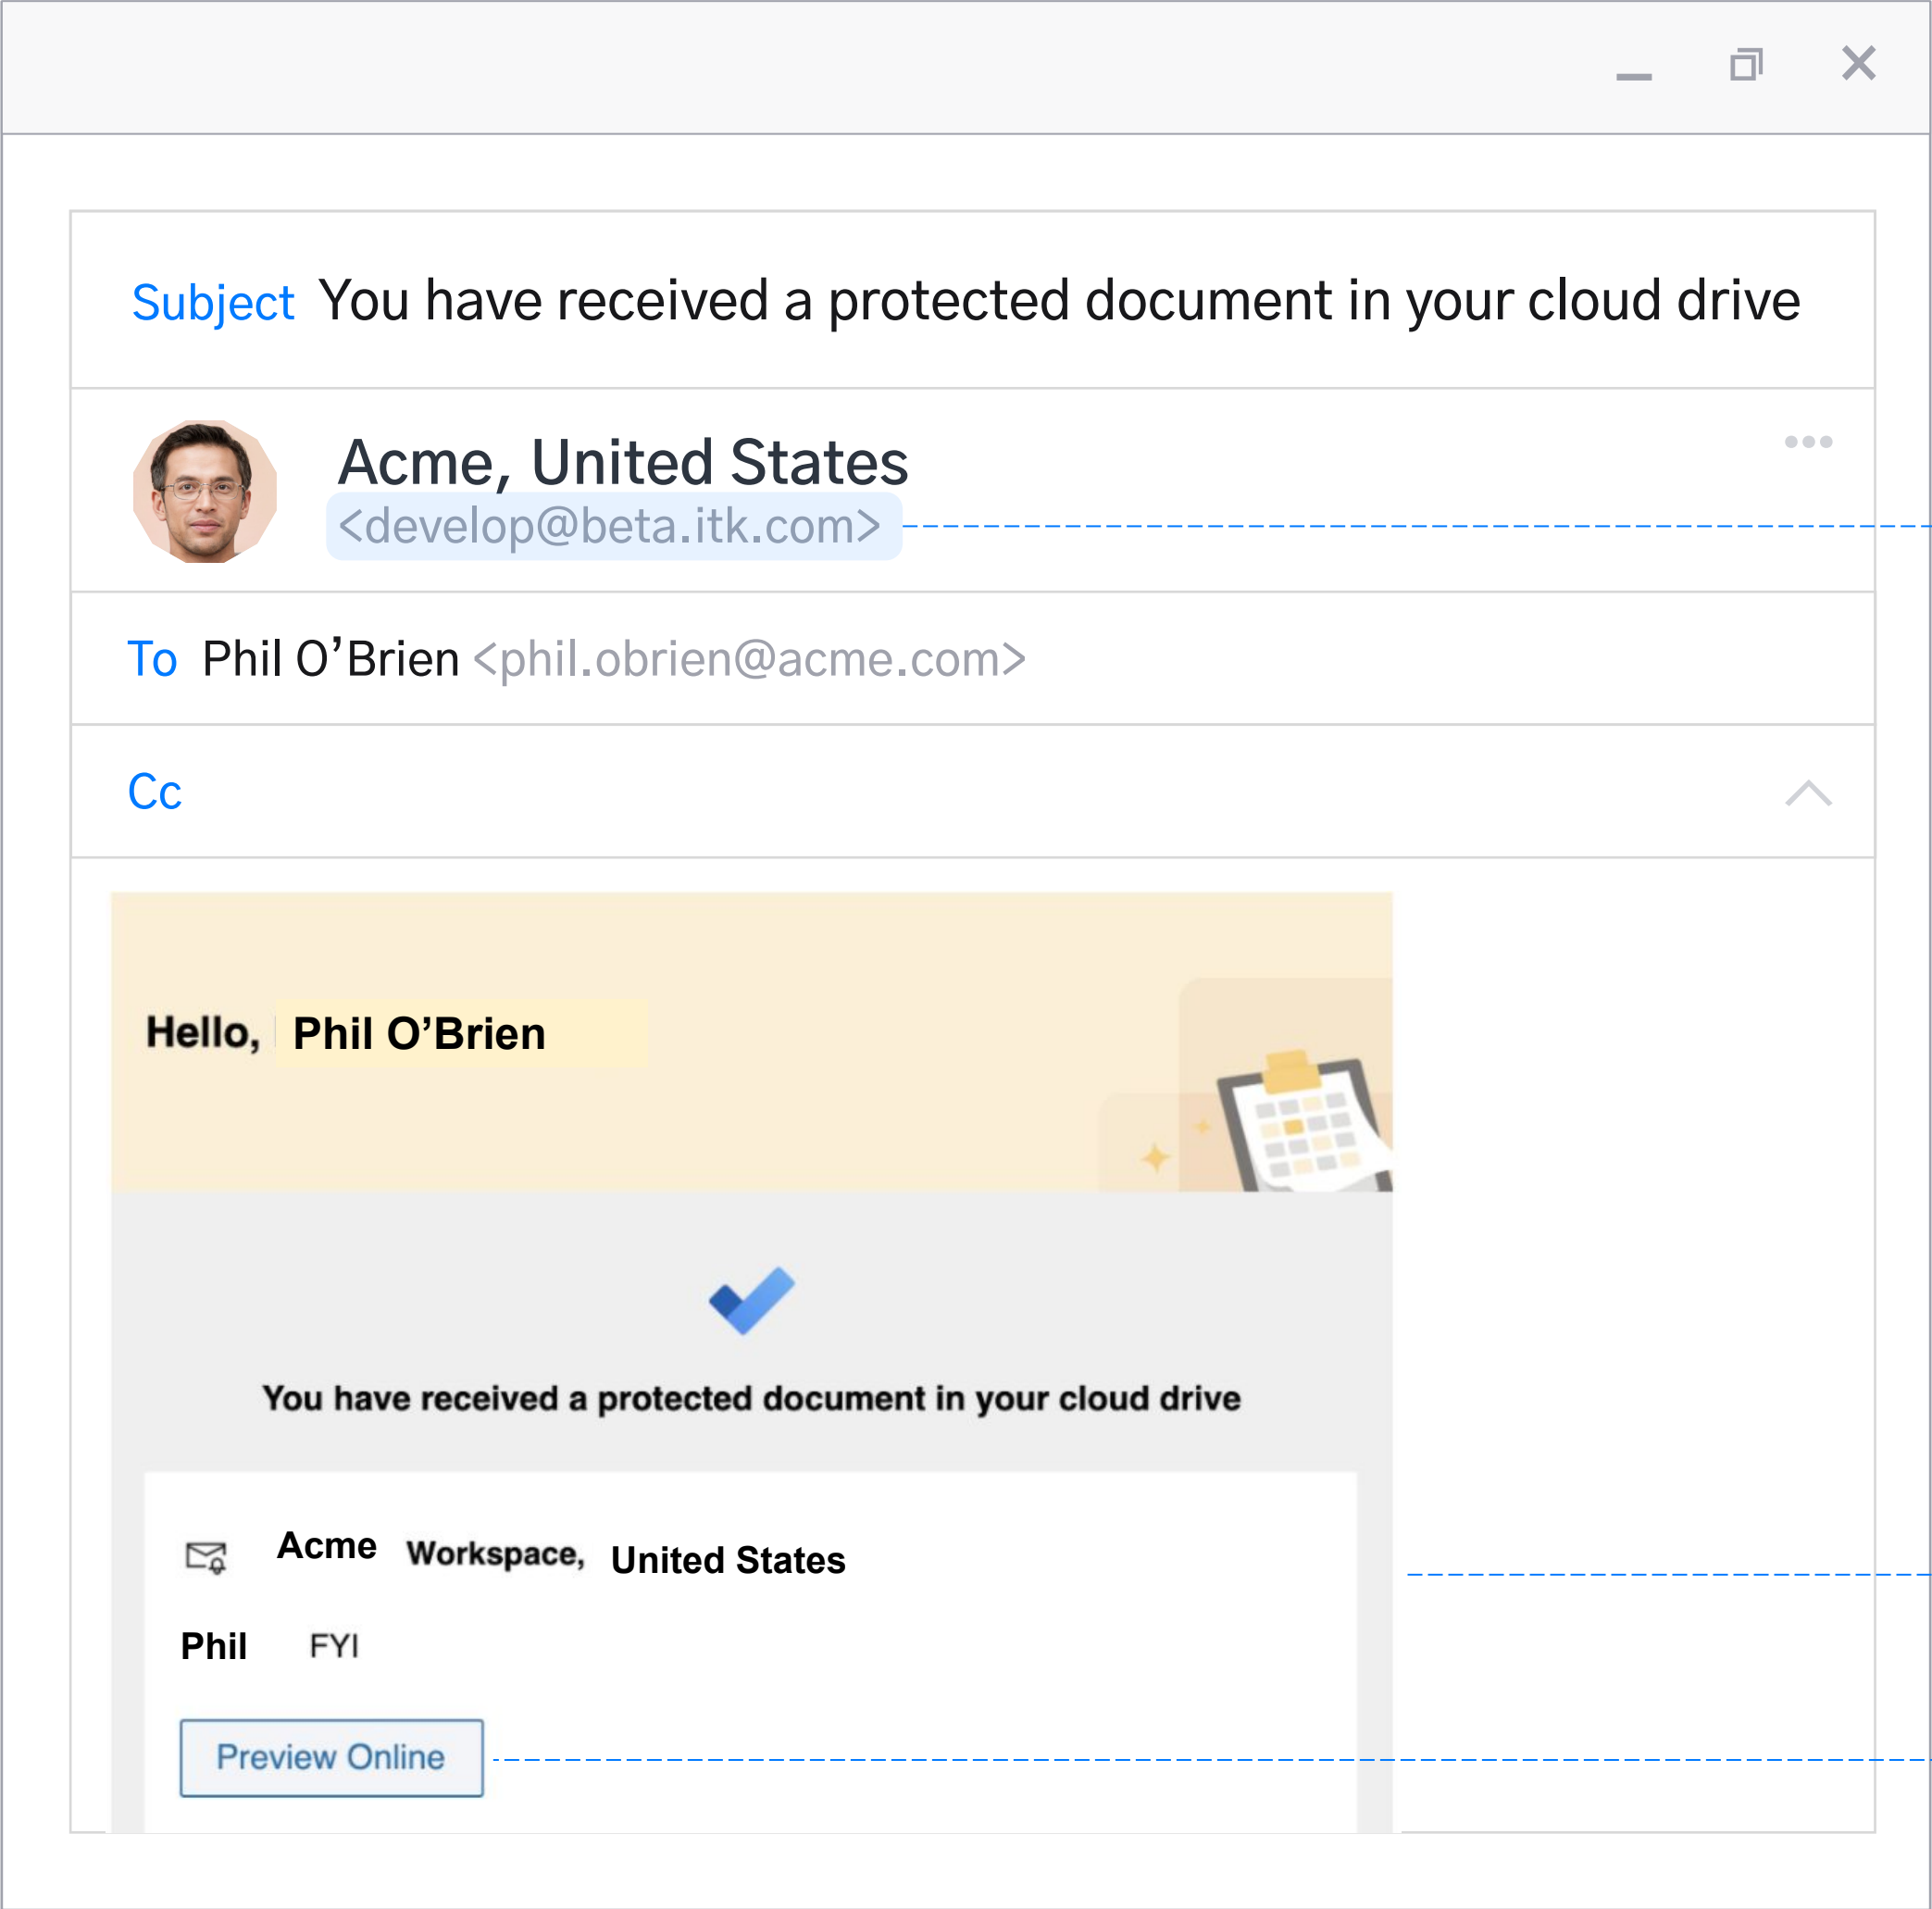 Subject You have received a protected document in your cloud drive
Acme, United States
<develop@beta.itk.com>
To Phil O’Brien <phil.obrien@acme.com>
Cc
Hello, Phil O’Brien
You have received a protected document in your cloud drive
Acme Workspace, United States
Phil FYI
Preview Online